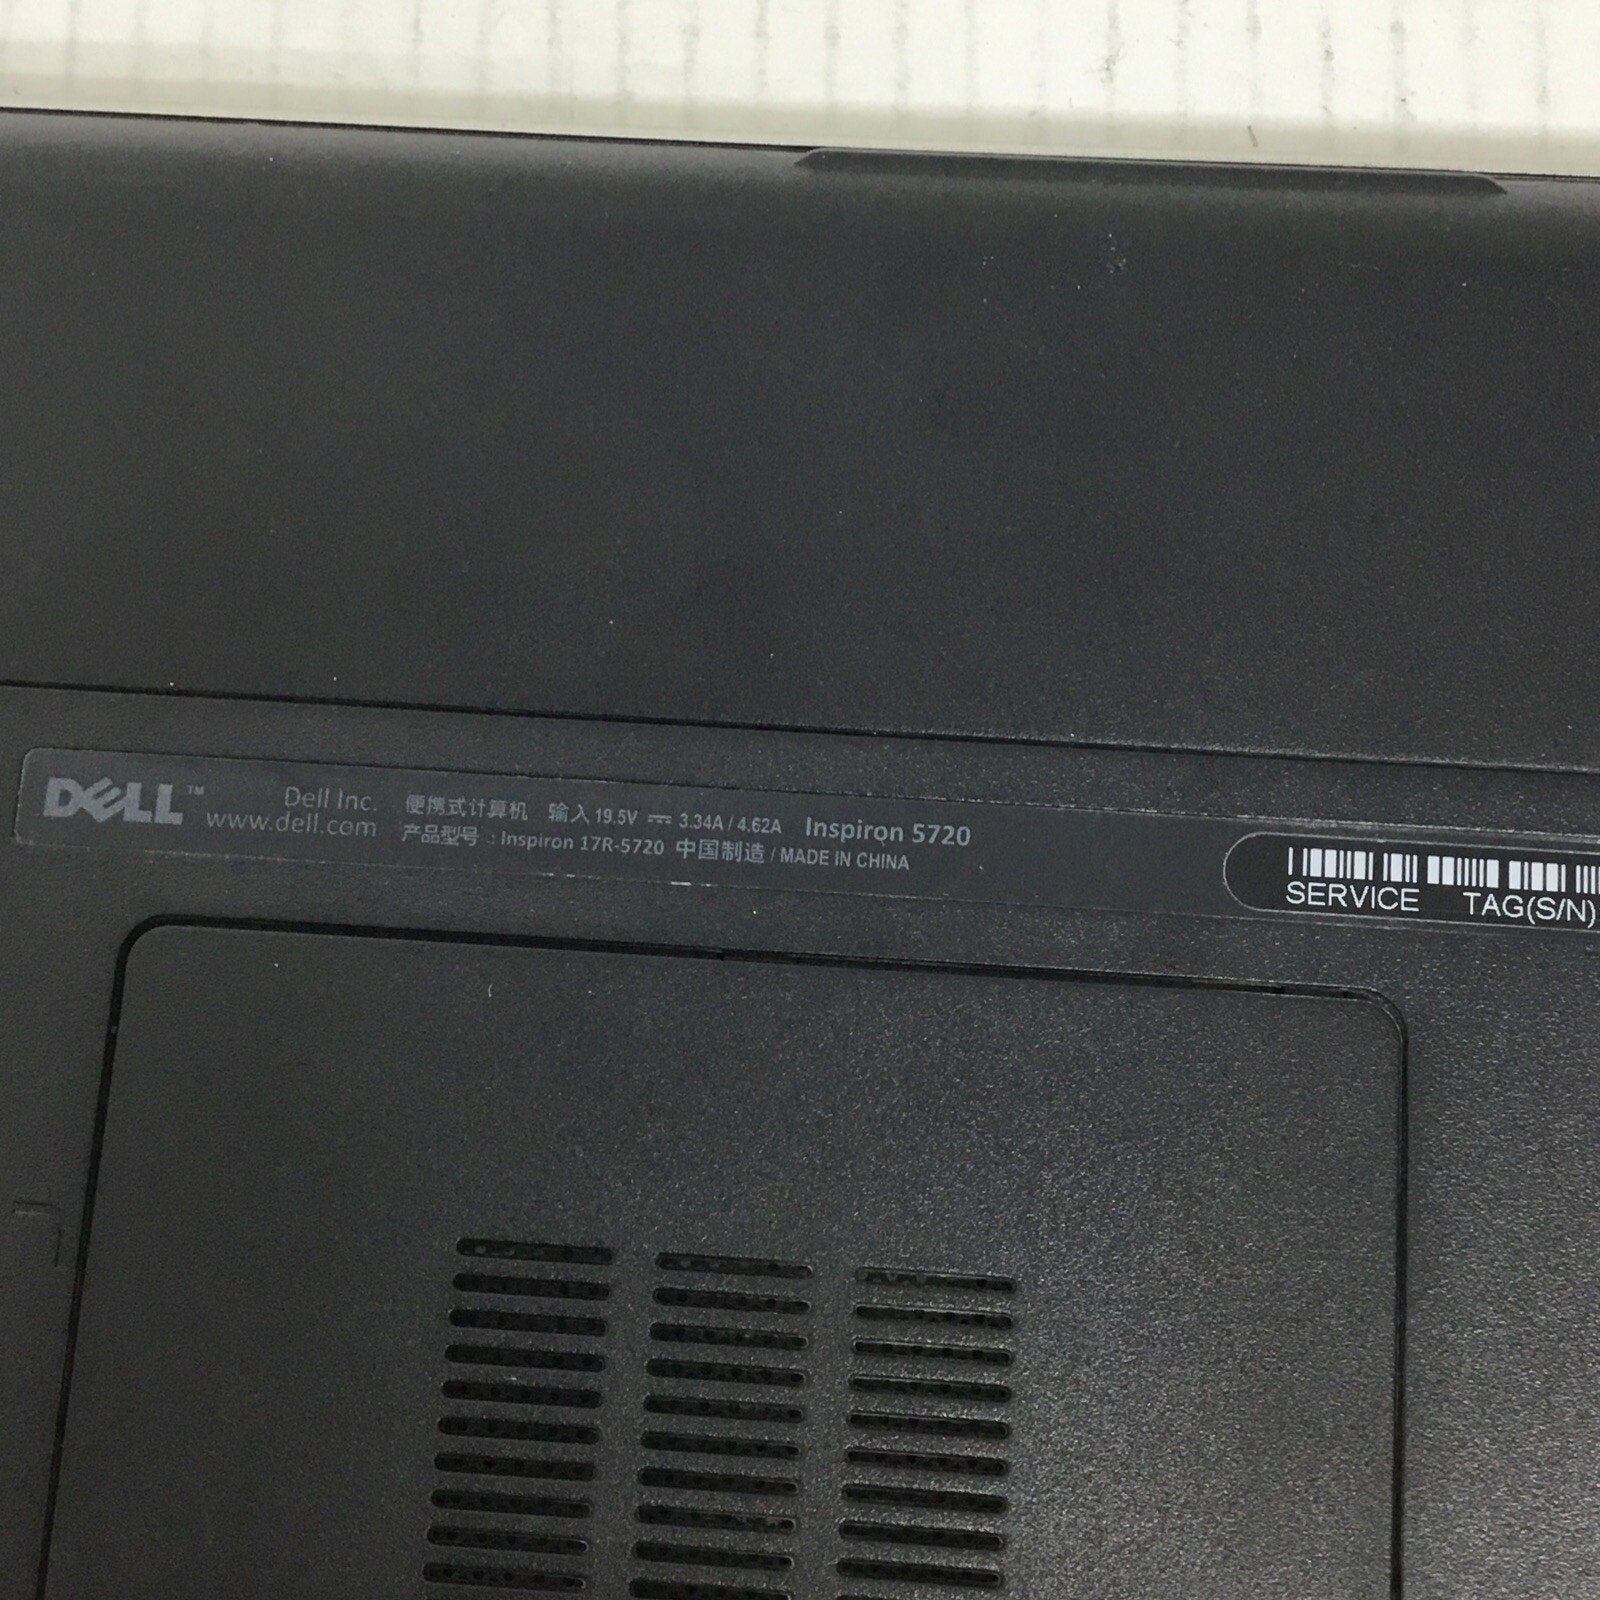 DELL™
Dell Inc. 便携式计算机 输入 19.5V ⎓ 3.34A / 4.62A Inspiron 5720
www.dell.com 产品型号 : Inspiron 17R-5720 中国制造 / MADE IN CHINA
SERVICE TAG(S/N)